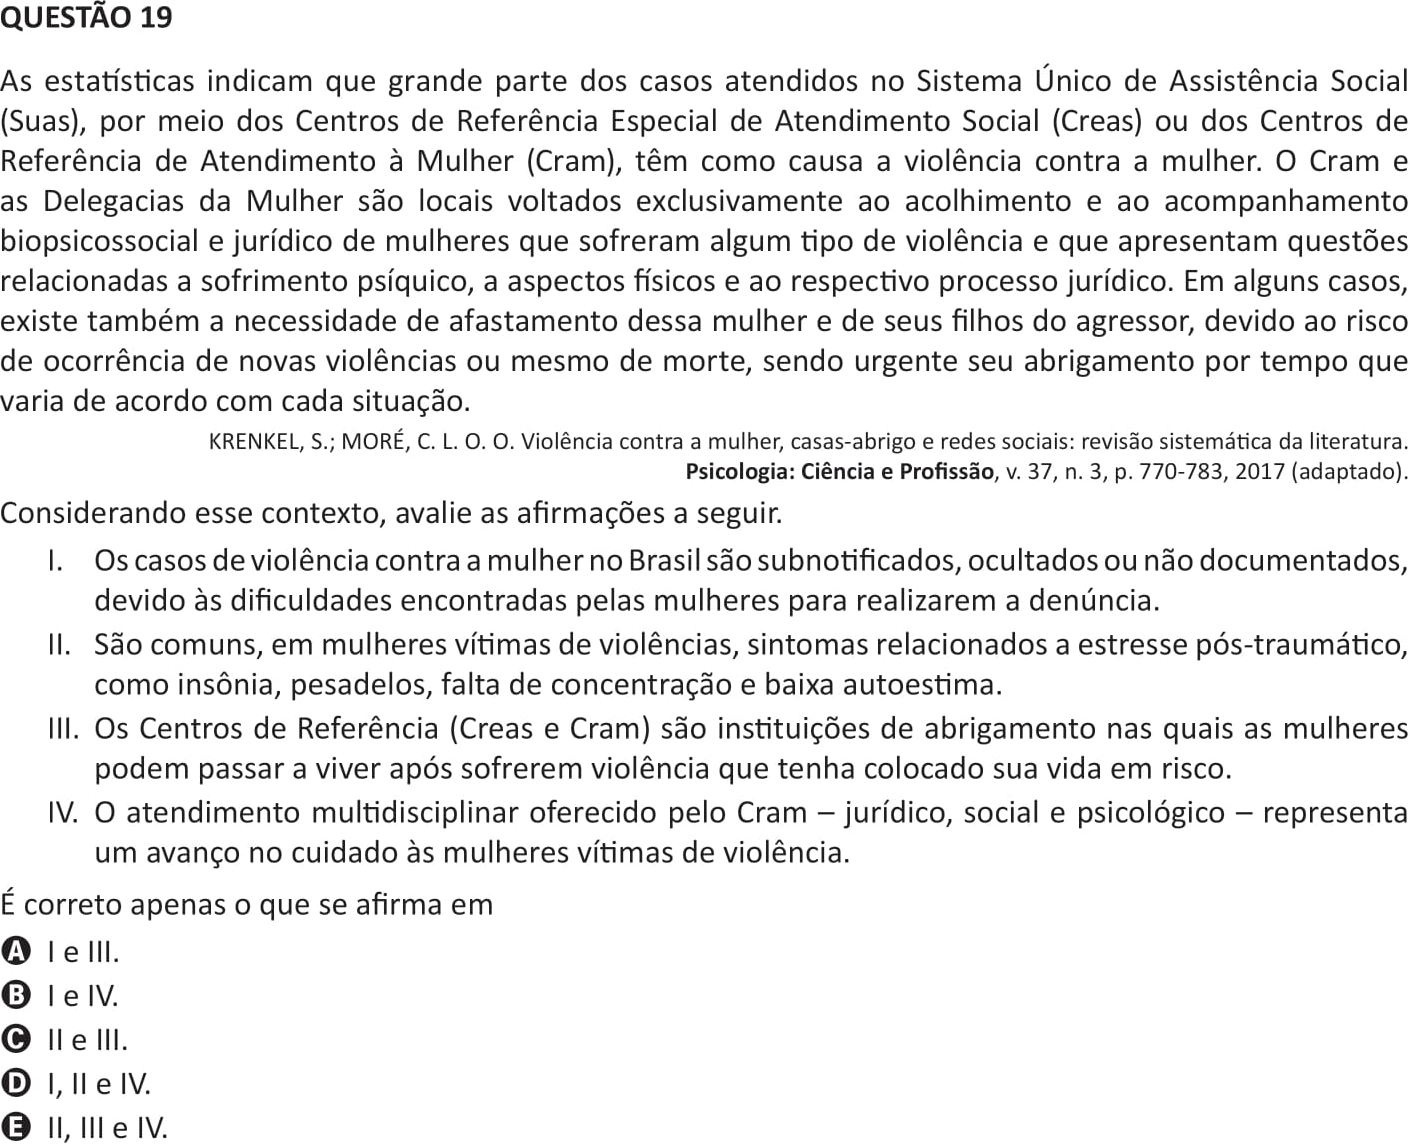 QUESTÃO 19
As estatísticas indicam que grande parte dos casos atendidos no Sistema Único de Assistência Social
(Suas), por meio dos Centros de Referência Especial de Atendimento Social (Creas) ou dos Centros de
Referência de Atendimento à Mulher (Cram), têm como causa a violência contra a mulher. O Cram e
as Delegacias da Mulher são locais voltados exclusivamente ao acolhimento e ao acompanhamento
biopsicossocial e jurídico de mulheres que sofreram algum tipo de violência e que apresentam questões
relacionadas a sofrimento psíquico, a aspectos físicos e ao respectivo processo jurídico. Em alguns casos,
existe também a necessidade de afastamento dessa mulher e de seus filhos do agressor, devido ao risco
de ocorrência de novas violências ou mesmo de morte, sendo urgente seu abrigamento por tempo que
varia de acordo com cada situação.
KRENKEL, S.; MORÉ, C. L. O. O. Violência contra a mulher, casas-abrigo e redes sociais: revisão sistemática da literatura.
Psicologia: Ciência e Profissão, v. 37, n. 3, p. 770-783, 2017 (adaptado).
Considerando esse contexto, avalie as afirmações a seguir.
I. Os casos de violência contra a mulher no Brasil são subnotificados, ocultados ou não documentados,
devido às dificuldades encontradas pelas mulheres para realizarem a denúncia.
II. São comuns, em mulheres vítimas de violências, sintomas relacionados a estresse pós-traumático,
como insônia, pesadelos, falta de concentração e baixa autoestima.
III. Os Centros de Referência (Creas e Cram) são instituições de abrigamento nas quais as mulheres
podem passar a viver após sofrerem violência que tenha colocado sua vida em risco.
IV. O atendimento multidisciplinar oferecido pelo Cram – jurídico, social e psicológico – representa
um avanço no cuidado às mulheres vítimas de violência.
É correto apenas o que se afirma em
A I e III.
B I e IV.
C II e III.
D I, II e IV.
E II, III e IV.